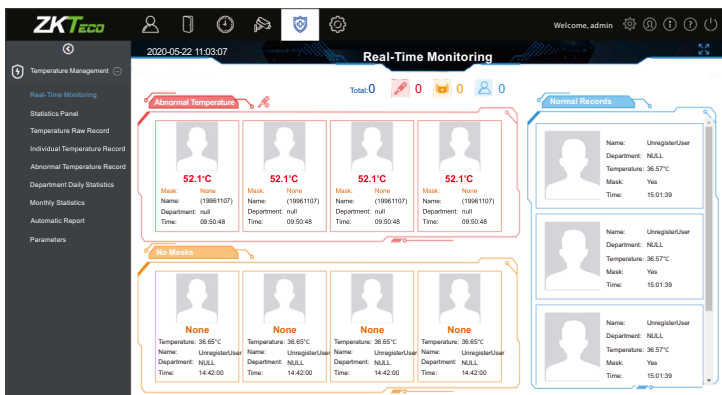 ZKTeco
Welcome, admin
2020-05-22 11:03:07
Real-Time Monitoring
Temperature Management
Real-Time Monitoring
Statistics Panel
Temperature Raw Record
Individual Temperature Record
Abnormal Temperature Record
Department Daily Statistics
Monthly Statistics
Automatic Report
Parameters
Total:0 0 0 0
Abnormal Temperature
52.1°C
Mask: None
Name: (19961107)
Department: null
Time: 09:50:48
52.1°C
Mask: None
Name: (19961107)
Department: null
Time: 09:50:48
52.1°C
Mask: None
Name: (19961107)
Department: null
Time: 09:50:48
52.1°C
Mask: None
Name: (19961107)
Department: null
Time: 09:50:48
No Masks
None
Temperature: 36.65°C
Name: UnregisterUser
Department: NULL
Time: 14:42:00
None
Temperature: 36.65°C
Name: UnregisterUser
Department: NULL
Time: 14:42:00
None
Temperature: 36.65°C
Name: UnregisterUser
Department: NULL
Time: 14:42:00
None
Temperature: 36.65°C
Name: UnregisterUser
Department: NULL
Time: 14:42:00
Normal Records
Name: UnregisterUser
Department: NULL
Temperature: 36.57°C
Mask: Yes
Time: 15:01:39
Name: UnregisterUser
Department: NULL
Temperature: 36.57°C
Mask: Yes
Time: 15:01:39
Name: UnregisterUser
Department: NULL
Temperature: 36.57°C
Mask: Yes
Time: 15:01:39